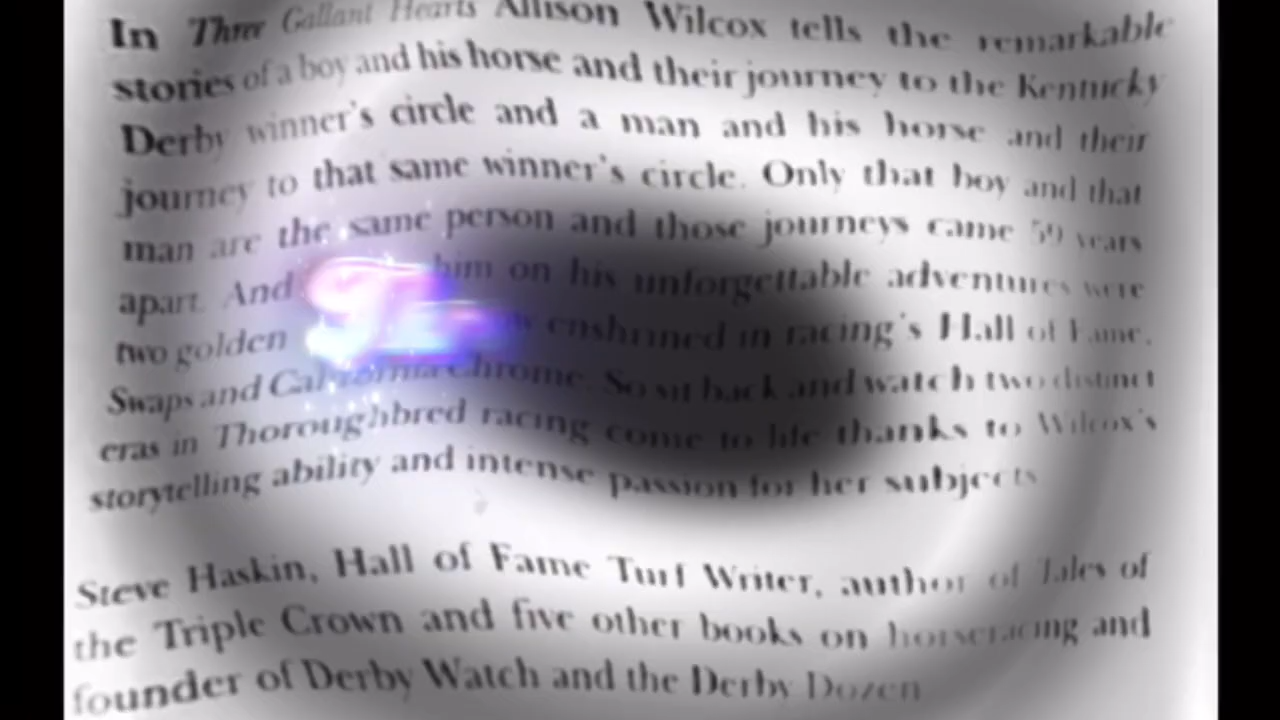 In Three Gallant Hearts Allison Wilcox tells the remarkable
stories of a boy and his horse and their journey to the Kentucky
Derby winner's circle and a man and his horse and their
journey to that same winner's circle. Only that boy and that
man are the same person and those journeys came 59 years
apart. And him on his unforgettable adventures were
two golden enshrined in racing's Hall of Fame,
Swaps and California Chrome. So sit back and watch two distinct
eras in Thoroughbred racing come to life thanks to Wilcox's
storytelling ability and intense passion for her subjects
Steve Haskin, Hall of Fame Turf Writer, author of Tales of
the Triple Crown and five other books on horseracing and
founder of Derby Watch and the Derby Dozen